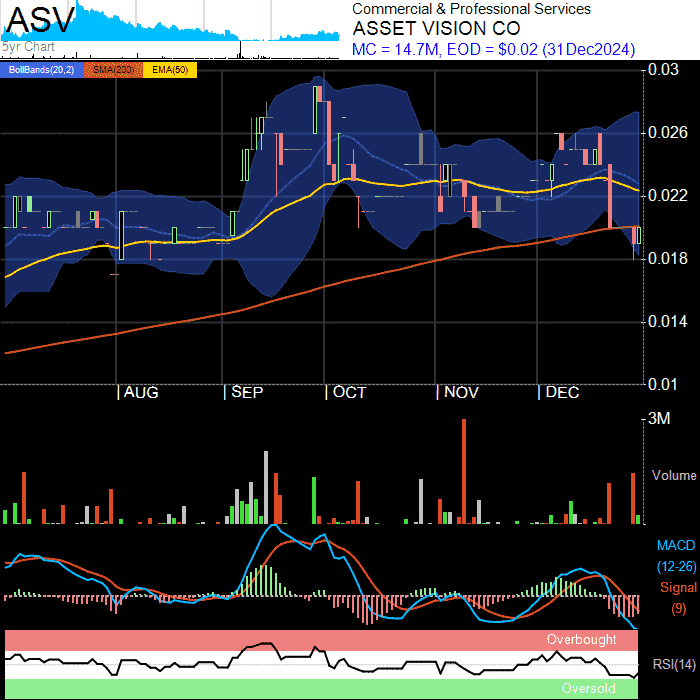 ASV
5yr Chart
Commercial & Professional Services
ASSET VISION CO
MC = 14.7M, EOD = $0.02 (31Dec2024)
BollBands(20,2) SMA(200) EMA(50)
0.03
0.026
0.022
0.018
0.014
0.01
AUG SEP OCT NOV DEC
3M
Volume
MACD
(12-26)
Signal
(9)
Overbought
RSI(14)
Oversold